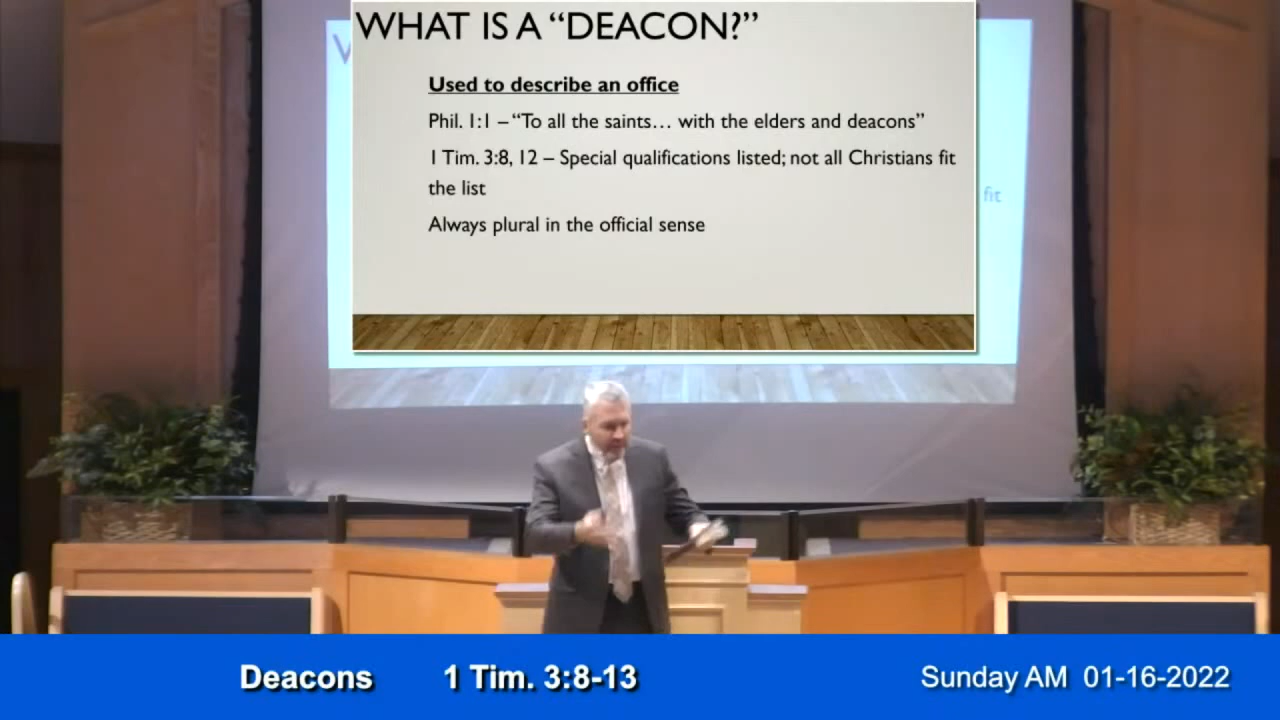 WHAT IS A “DEACON?”
Used to describe an office
Phil. 1:1 – “To all the saints… with the elders and deacons”
1 Tim. 3:8, 12 – Special qualifications listed; not all Christians fit
the list
Always plural in the official sense
fit
Deacons 1 Tim. 3:8-13 Sunday AM 01-16-2022